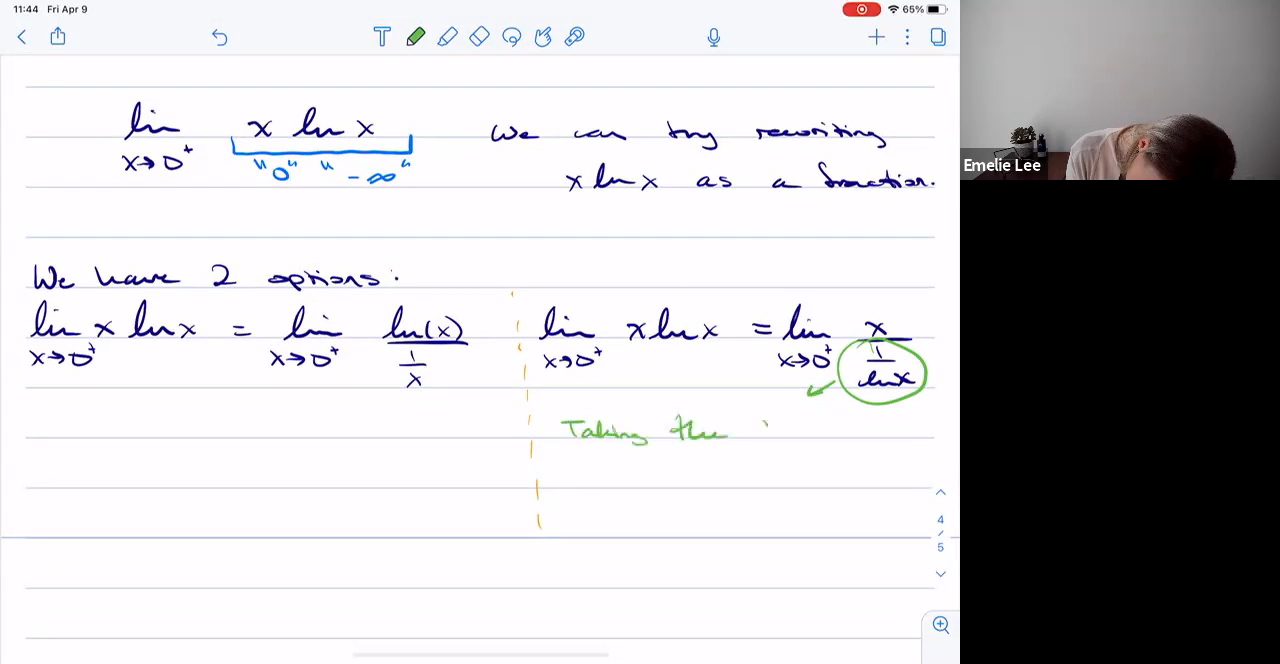 11:44 Fri Apr 9
65%
lim x→0⁺ x ln x
"0" " -∞"
We can try rewriting
x ln x as a fraction.
Emelie Lee
We have 2 options:
lim x→0⁺ x ln x = lim x→0⁺ ln(x) / (1/x)
lim x→0⁺ x ln x = lim x→0⁺ x / (1/ln x)
Taking the
4/5